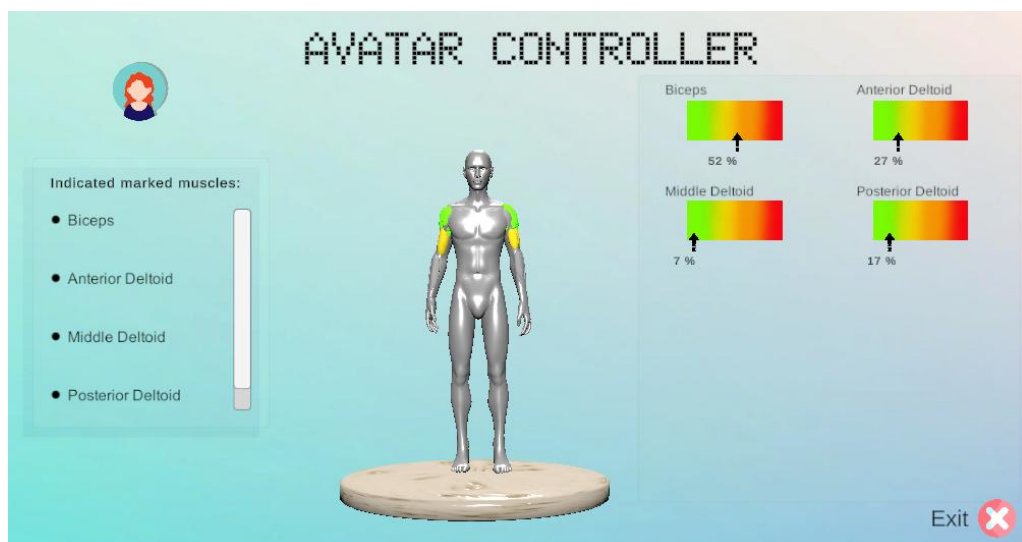 AVATAR CONTROLLER
Indicated marked muscles:
Biceps
Anterior Deltoid
Middle Deltoid
Posterior Deltoid
Biceps
Anterior Deltoid
52 %
27 %
Middle Deltoid
Posterior Deltoid
7 %
17 %
Exit